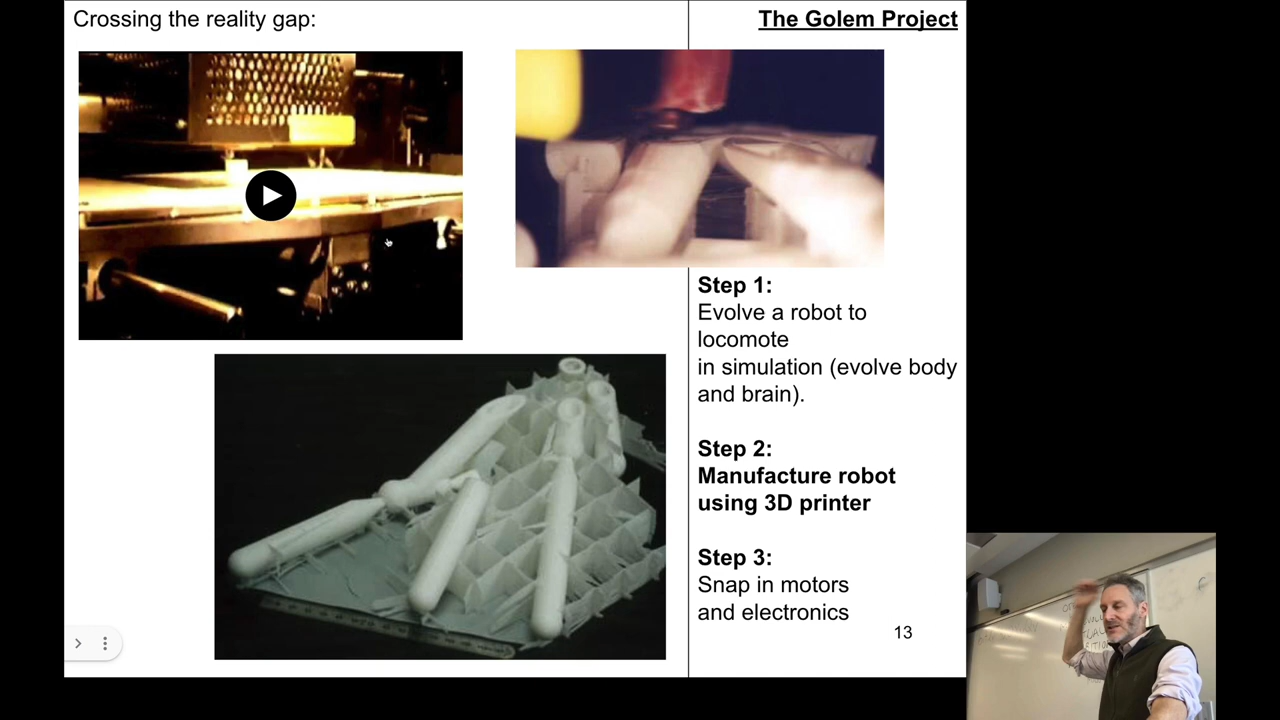 Crossing the reality gap:
The Golem Project
Step 1:
Evolve a robot to
locomote
in simulation (evolve body
and brain).
Step 2:
Manufacture robot
using 3D printer
Step 3:
Snap in motors
and electronics
13